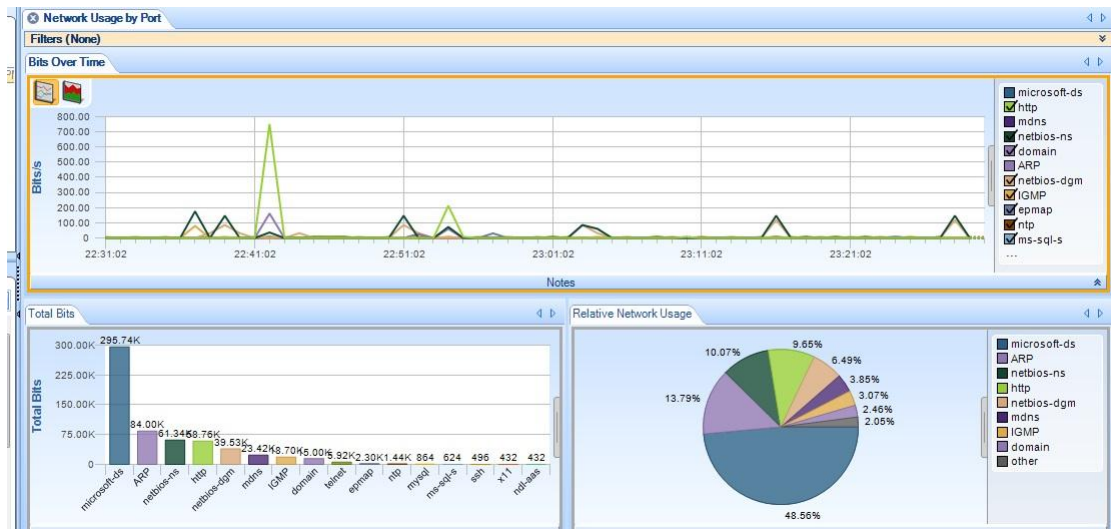 Network Usage by Port
Filters (None)
Bits Over Time
800.00
700.00
600.00
500.00
400.00
300.00
200.00
100.00
0
Bits/s
22:31:02 22:41:02 22:51:02 23:01:02 23:11:02 23:21:02
microsoft-ds
http
mdns
netbios-ns
domain
ARP
netbios-dgm
IGMP
epmap
ntp
ms-sql-s
...
Notes
Total Bits
300.00K
225.00K
150.00K
75.00K
0
Total Bits
295.74K 84.00K 61.34K 58.76K 39.53K 23.42K 18.70K 15.00K 5.92K 2.30K 1.44K 864 624 496 432 432
microsoft-ds ARP netbios-ns http netbios-dgm mdns IGMP domain telnet epmap ntp mysql ms-sql-s ssh x11 ndl-aas
Relative Network Usage
9.65%
10.07%
6.49%
3.85%
13.79%
3.07%
2.46%
2.05%
48.56%
microsoft-ds
ARP
netbios-ns
http
netbios-dgm
mdns
IGMP
domain
other